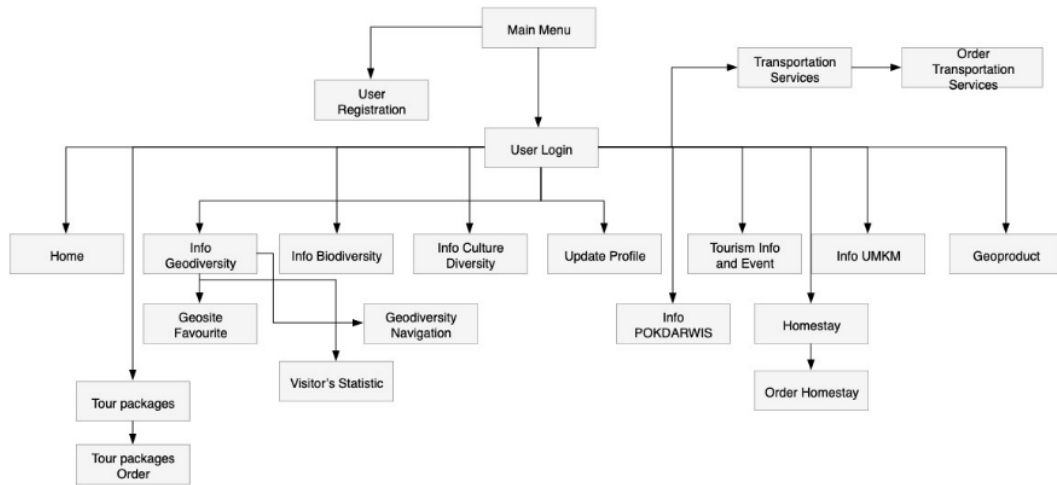 Main Menu
User
Registration
Transportation
Services
Order
Transportation
Services
User Login
Home
Info
Geodiversity
Info Biodiversity
Info Culture
Diversity
Update Profile
Tourism Info
and Event
Info UMKM
Geoproduct
Geosite
Favourite
Geodiversity
Navigation
Info
POKDARWIS
Homestay
Visitor's Statistic
Order Homestay
Tour packages
Tour packages
Order